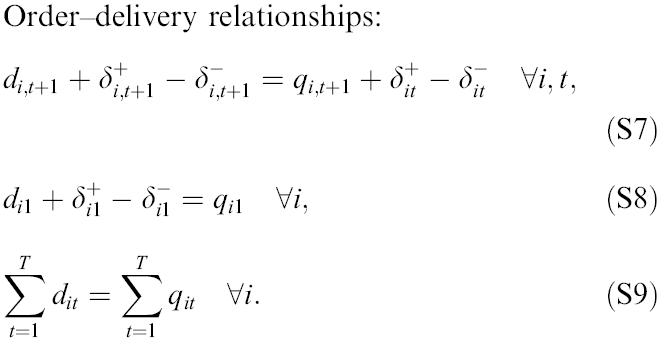 Order–delivery relationships:
d_{i,t+1} + δ^+_{i,t+1} − δ^−_{i,t+1} = q_{i,t+1} + δ^+_{it} − δ^−_{it} ∀i, t,
(S7)
d_{i1} + δ^+_{i1} − δ^−_{i1} = q_{i1} ∀i, (S8)
∑_{t=1}^{T} d_{it} = ∑_{t=1}^{T} q_{it} ∀i. (S9)